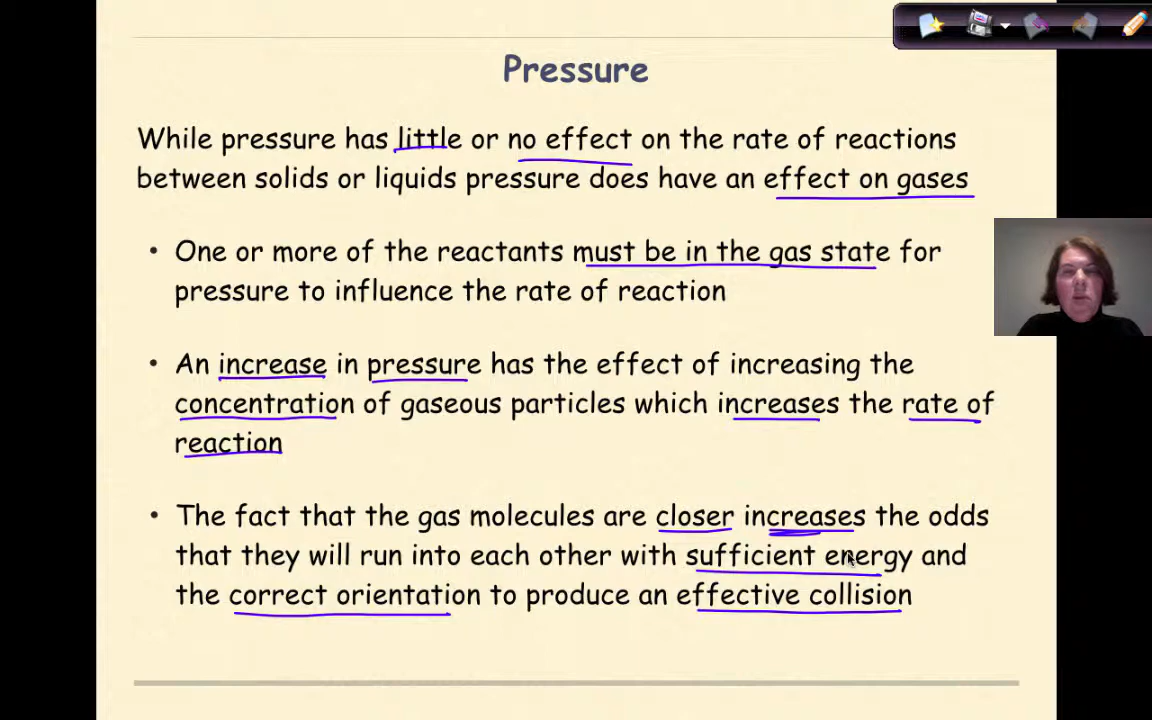 Pressure
While pressure has little or no effect on the rate of reactions
between solids or liquids pressure does have an effect on gases
• One or more of the reactants must be in the gas state for
pressure to influence the rate of reaction
• An increase in pressure has the effect of increasing the
concentration of gaseous particles which increases the rate of
reaction
• The fact that the gas molecules are closer increases the odds
that they will run into each other with sufficient energy and
the correct orientation to produce an effective collision